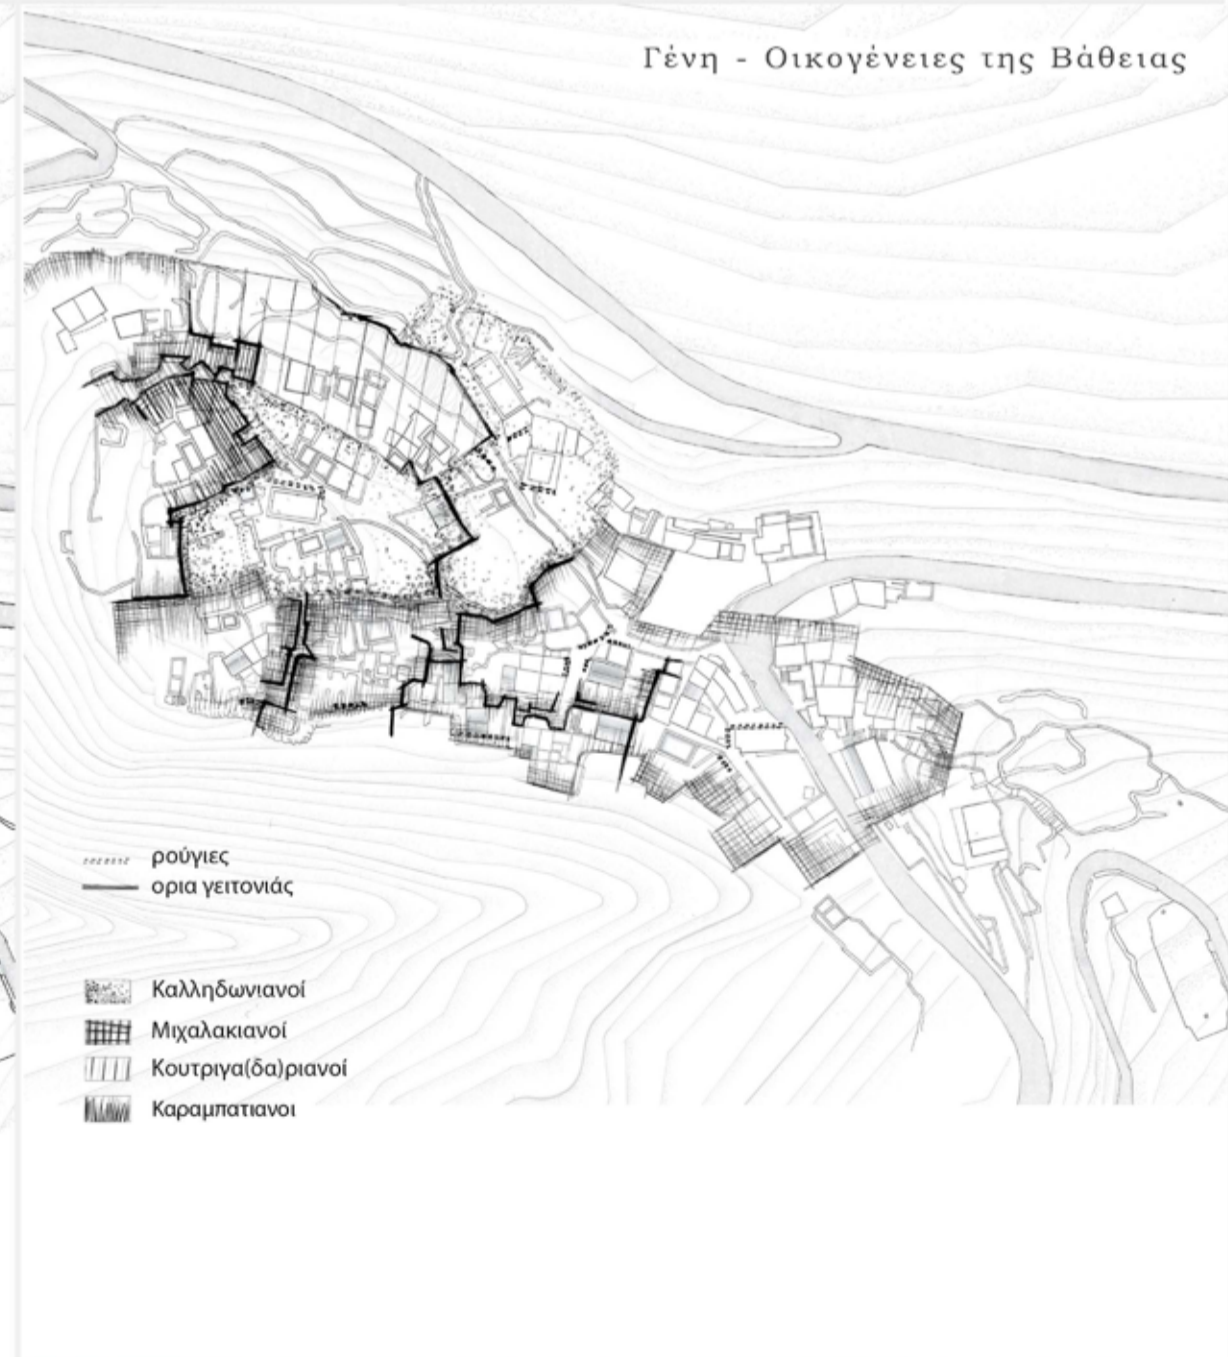 Γένη - Οικογένειες της Βάθειας
ρούγιες
ορια γειτονιάς
Καλληδωνιανοί
Μιχαλακιανοί
Κουτριγα(δα)ριανοί
Καραμπατιανοι